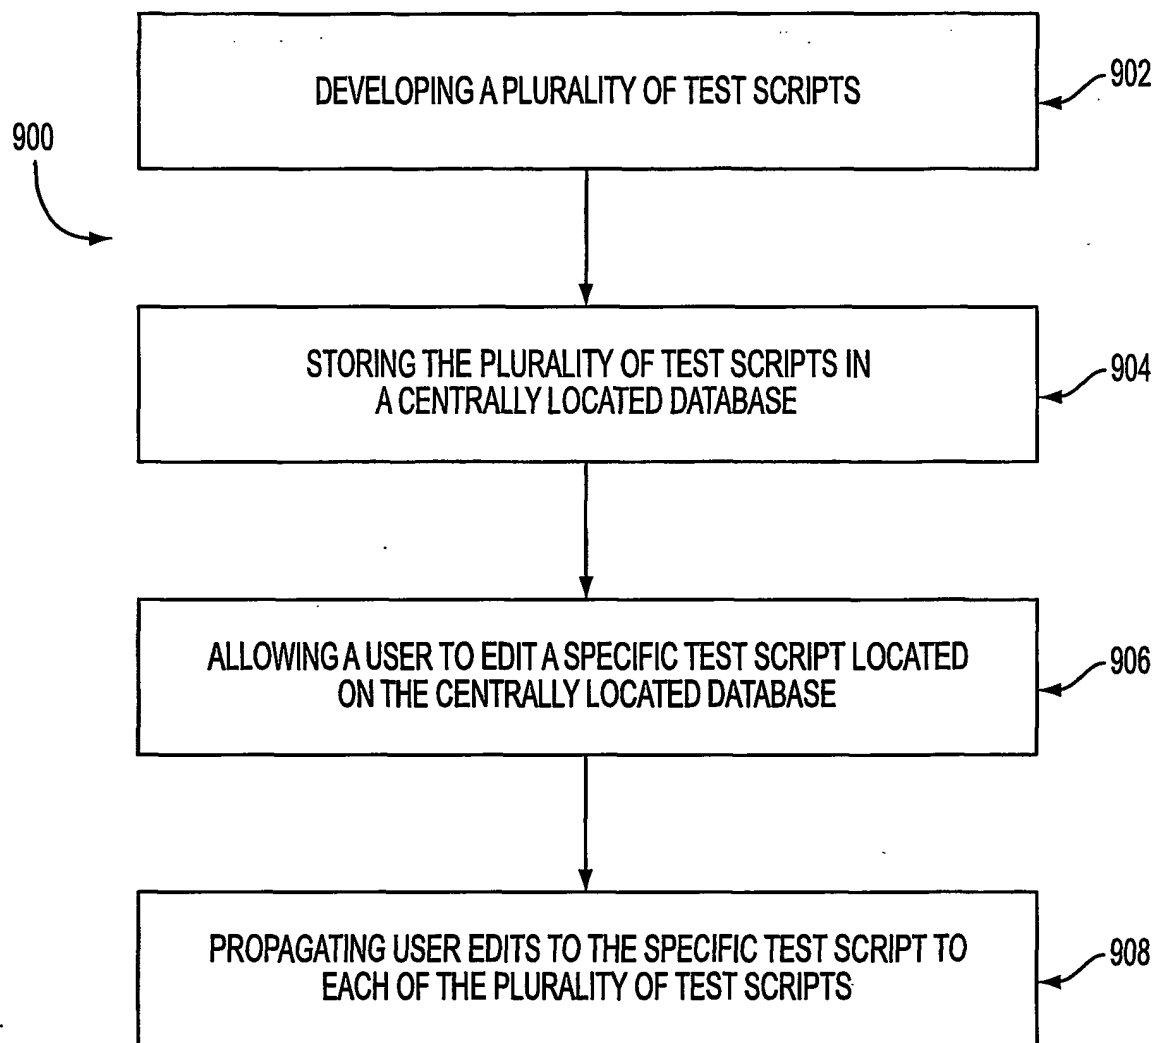 DEVELOPING A PLURALITY OF TEST SCRIPTS
902
900
STORING THE PLURALITY OF TEST SCRIPTS IN
A CENTRALLY LOCATED DATABASE
904
ALLOWING A USER TO EDIT A SPECIFIC TEST SCRIPT LOCATED
ON THE CENTRALLY LOCATED DATABASE
906
PROPAGATING USER EDITS TO THE SPECIFIC TEST SCRIPT TO
EACH OF THE PLURALITY OF TEST SCRIPTS
908